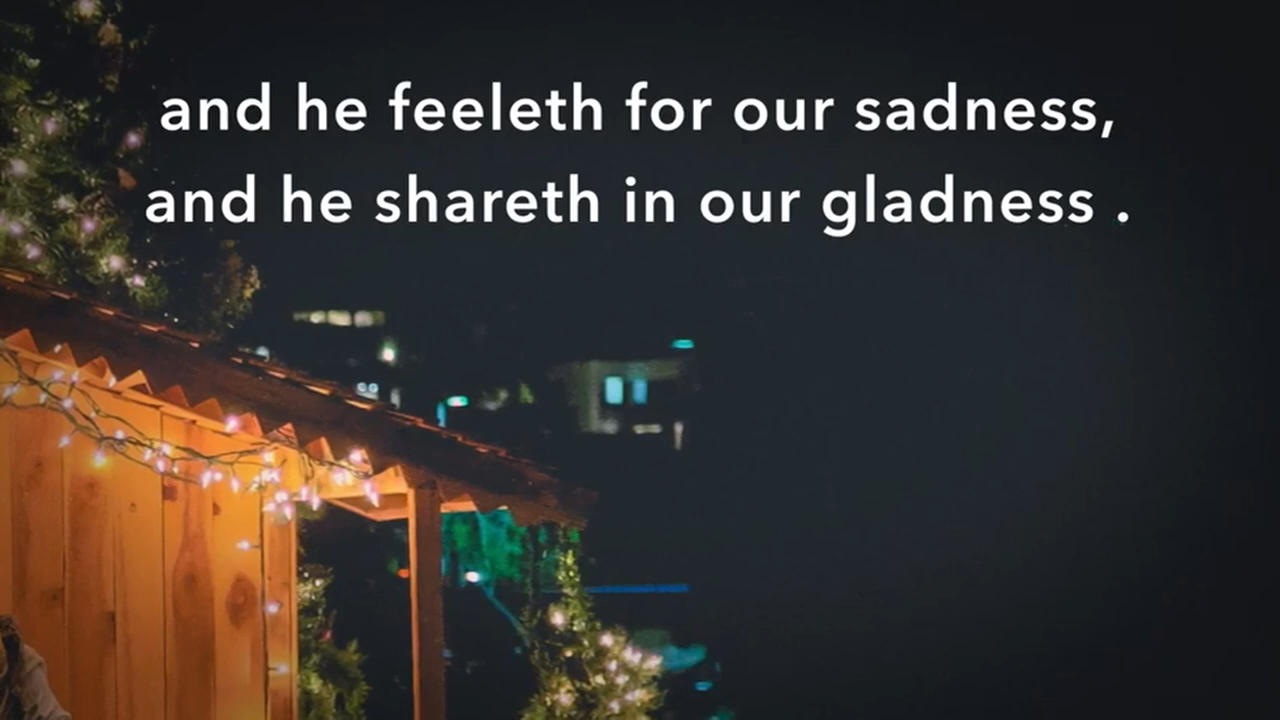 and he feeleth for our sadness,
and he shareth in our gladness .